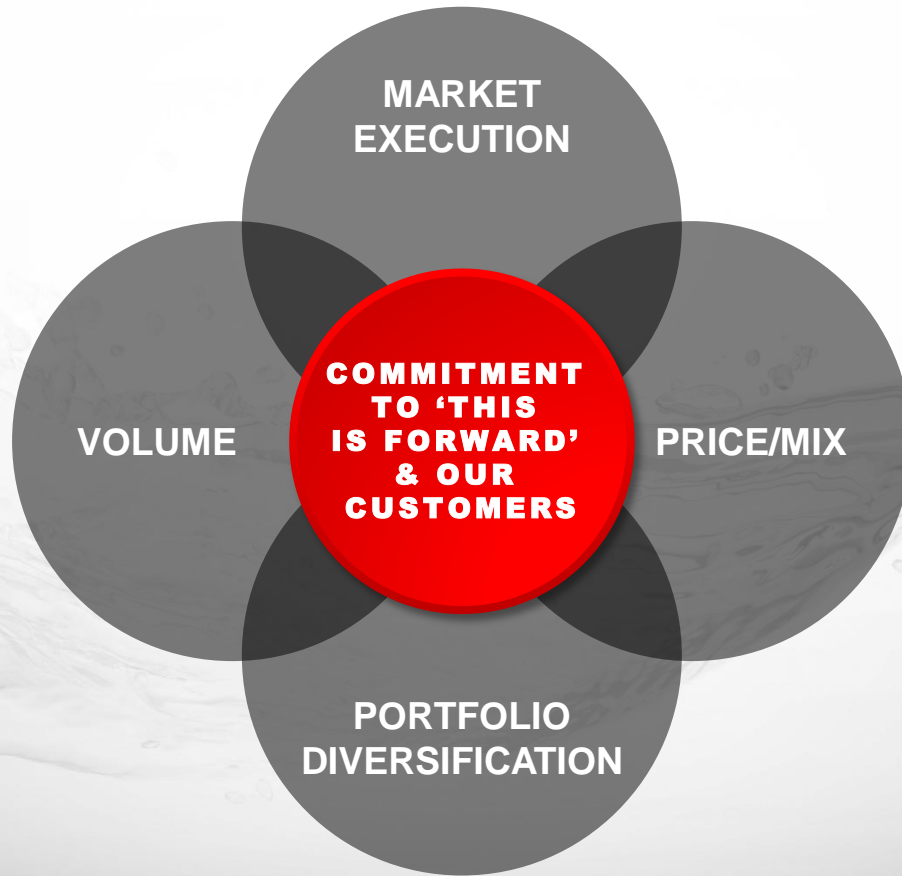 MARKET
EXECUTION
COMMITMENT
TO ‘THIS
IS FORWARD’
& OUR
CUSTOMERS
VOLUME
PRICE/MIX
PORTFOLIO
DIVERSIFICATION